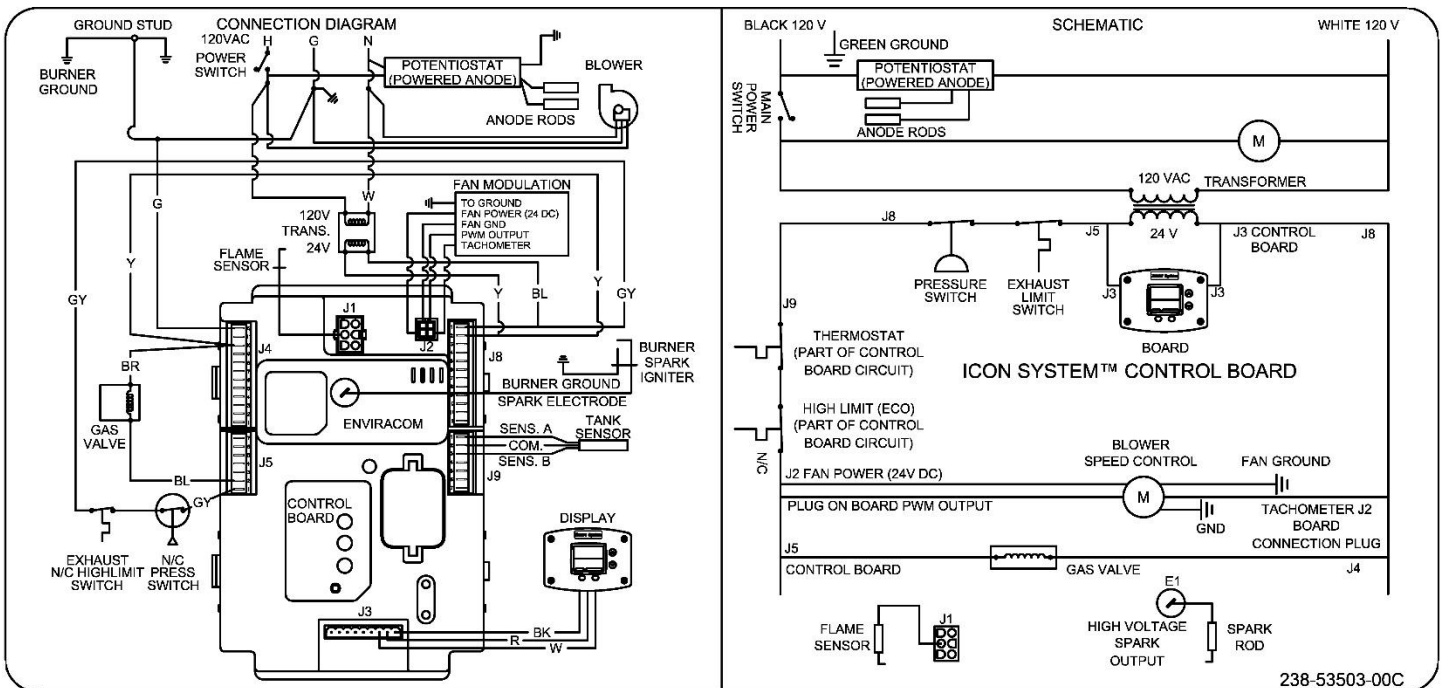 CONNECTION DIAGRAM
GROUND STUD
BURNER
GROUND
120VAC
H
G
N
POWER
SWITCH
POTENTIOSTAT
(POWERED ANODE)
ANODE RODS
BLOWER
G
W
FAN MODULATION
TO GROUND
FAN POWER (24 DC)
FAN GND
PWM OUTPUT
TACHOMETER
120V
TRANS.
24V
FLAME
SENSOR
Y
GY
Y
BL
Y
GY
J1
J2
J4
J8
BR
GAS
VALVE
BURNER
SPARK
IGNITER
BURNER GROUND
SPARK ELECTRODE
ENVIRACOM
SENS. A
COM.
SENS. B
TANK
SENSOR
J5
J9
BL
GY
CONTROL
BOARD
EXHAUST
N/C HIGHLIMIT
SWITCH
N/C
PRESS
SWITCH
DISPLAY
J3
BK
R
W
SCHEMATIC
BLACK 120 V
WHITE 120 V
GREEN GROUND
POTENTIOSTAT
(POWERED ANODE)
MAIN
POWER
SWITCH
ANODE RODS
M
120 VAC
TRANSFORMER
J8
J5
24 V
J3 CONTROL
BOARD
J8
PRESSURE
SWITCH
EXHAUST
LIMIT
SWITCH
J3
J3
BOARD
J9
THERMOSTAT
(PART OF CONTROL
BOARD CIRCUIT)
ICON SYSTEM™ CONTROL BOARD
HIGH LIMIT (ECO)
(PART OF CONTROL
BOARD CIRCUIT)
N/C
BLOWER
SPEED CONTROL
J2 FAN POWER (24V DC)
FAN GROUND
M
PLUG ON BOARD PWM OUTPUT
GND
TACHOMETER J2
BOARD
CONNECTION PLUG
J5
CONTROL BOARD
GAS VALVE
J4
FLAME
SENSOR
J1
E1
HIGH VOLTAGE
SPARK
OUTPUT
SPARK
ROD
238-53503-00C